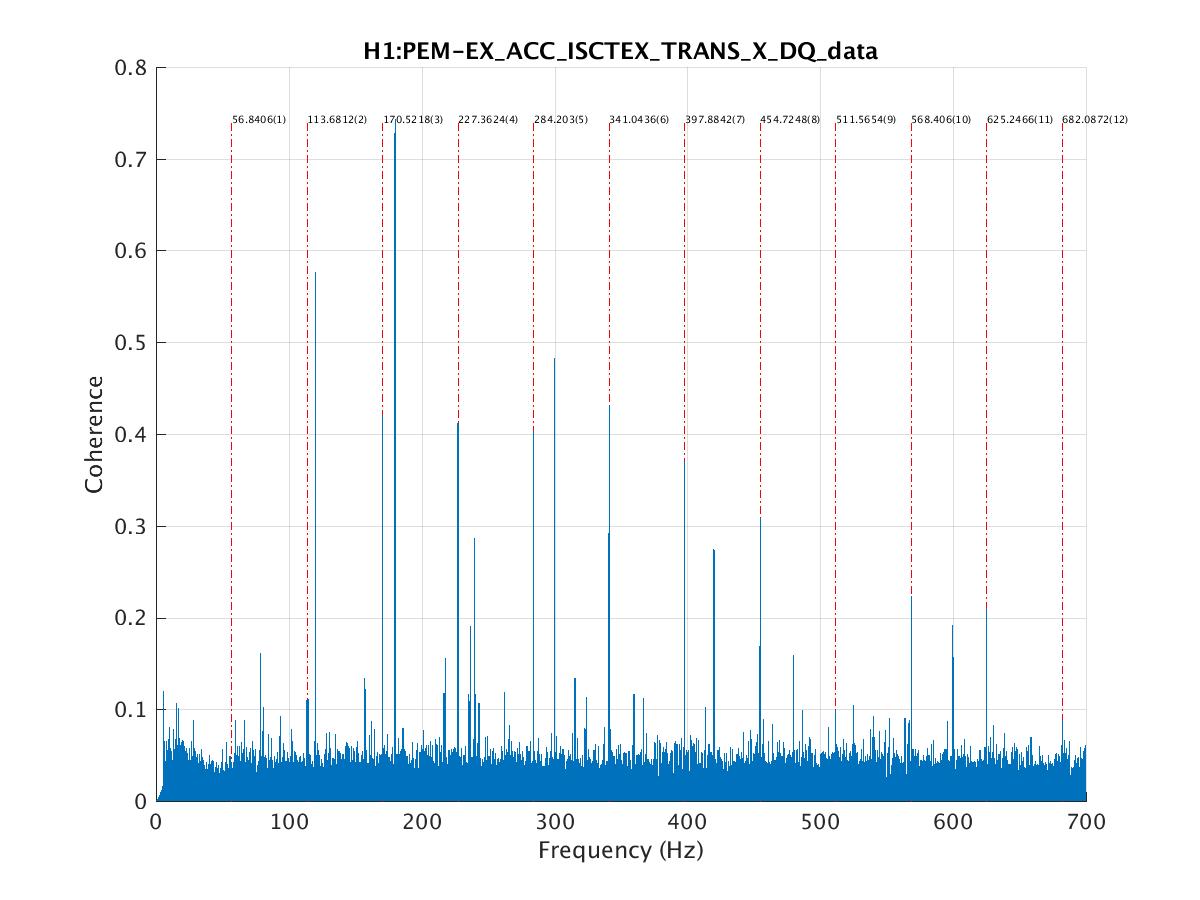 H1:PEM-EX_ACC_ISCTEX_TRANS_X_DQ_data
0.8
56.8406(1) 113.6812(2) 170.5218(3) 227.3624(4) 284.203(5) 341.0436(6) 397.8842(7) 454.7248(8) 511.5654(9) 568.406(10) 625.2466(11) 682.0872(12)
0.7
0.6
0.5
0.4
0.3
0.2
0.1
0
Coherence
0 100 200 300 400 500 600 700
Frequency (Hz)